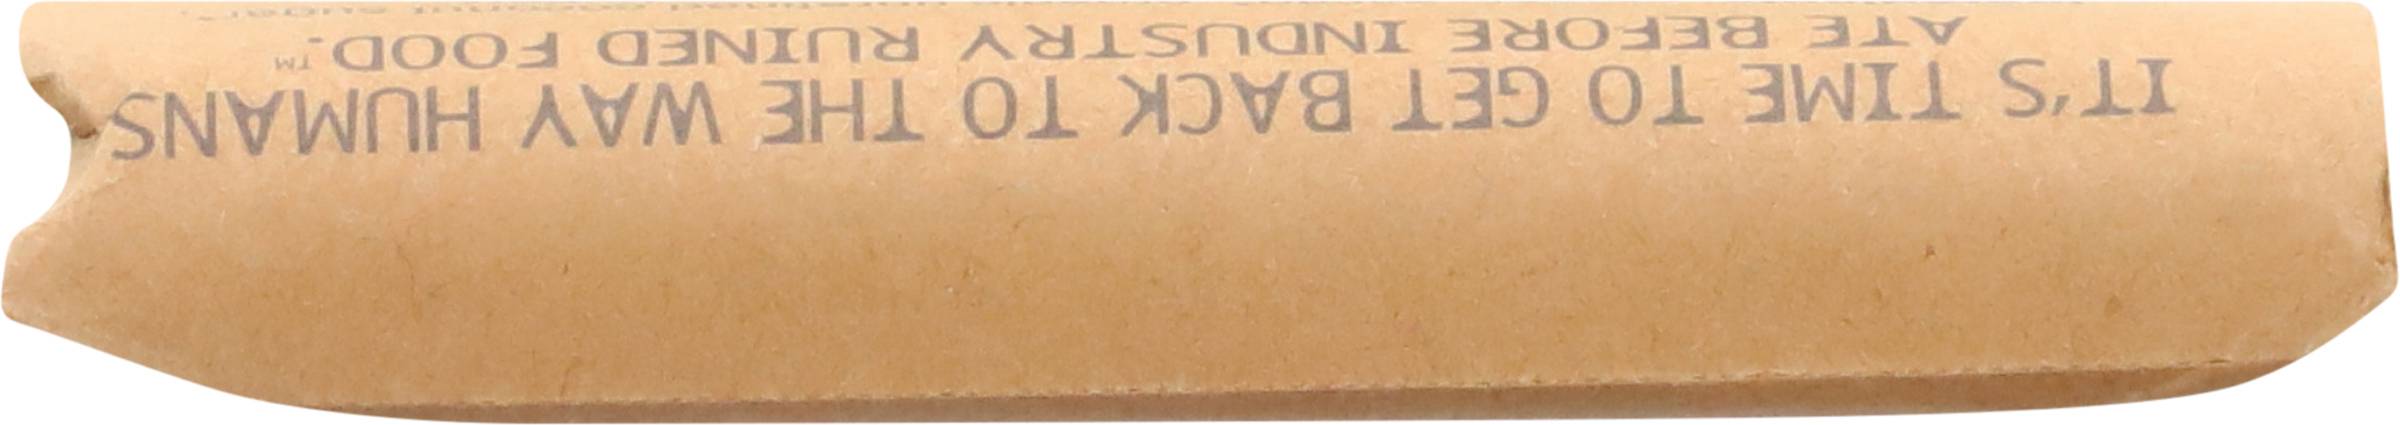 IT'S TIME TO GET BACK TO THE WAY HUMANS
ATE BEFORE INDUSTRY RUINED FOOD.™